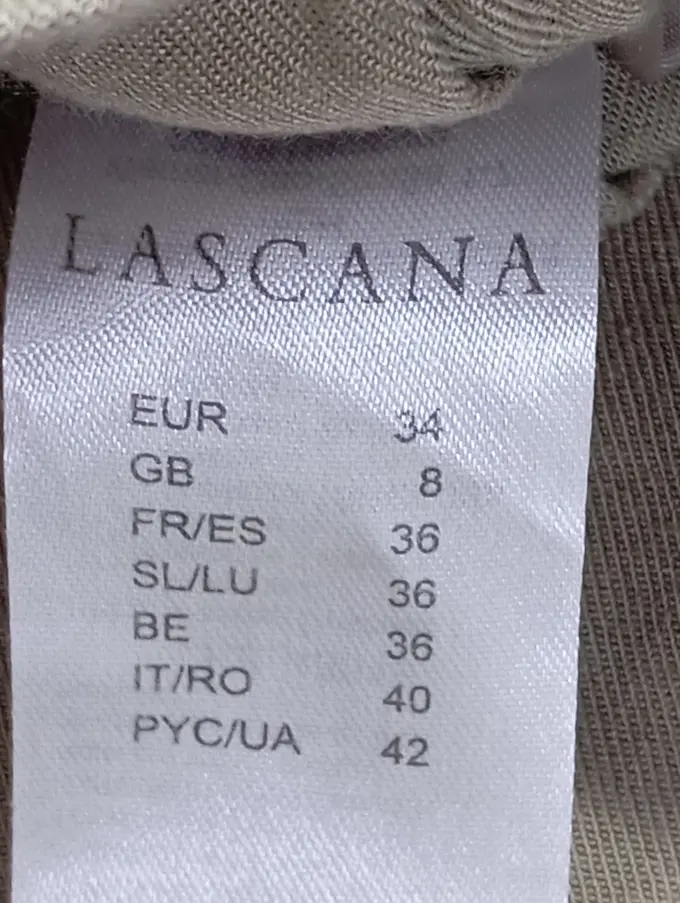 LASCANA
EUR 34
GB 8
FR/ES 36
SL/LU 36
BE 36
IT/RO 40
PYC/UA 42